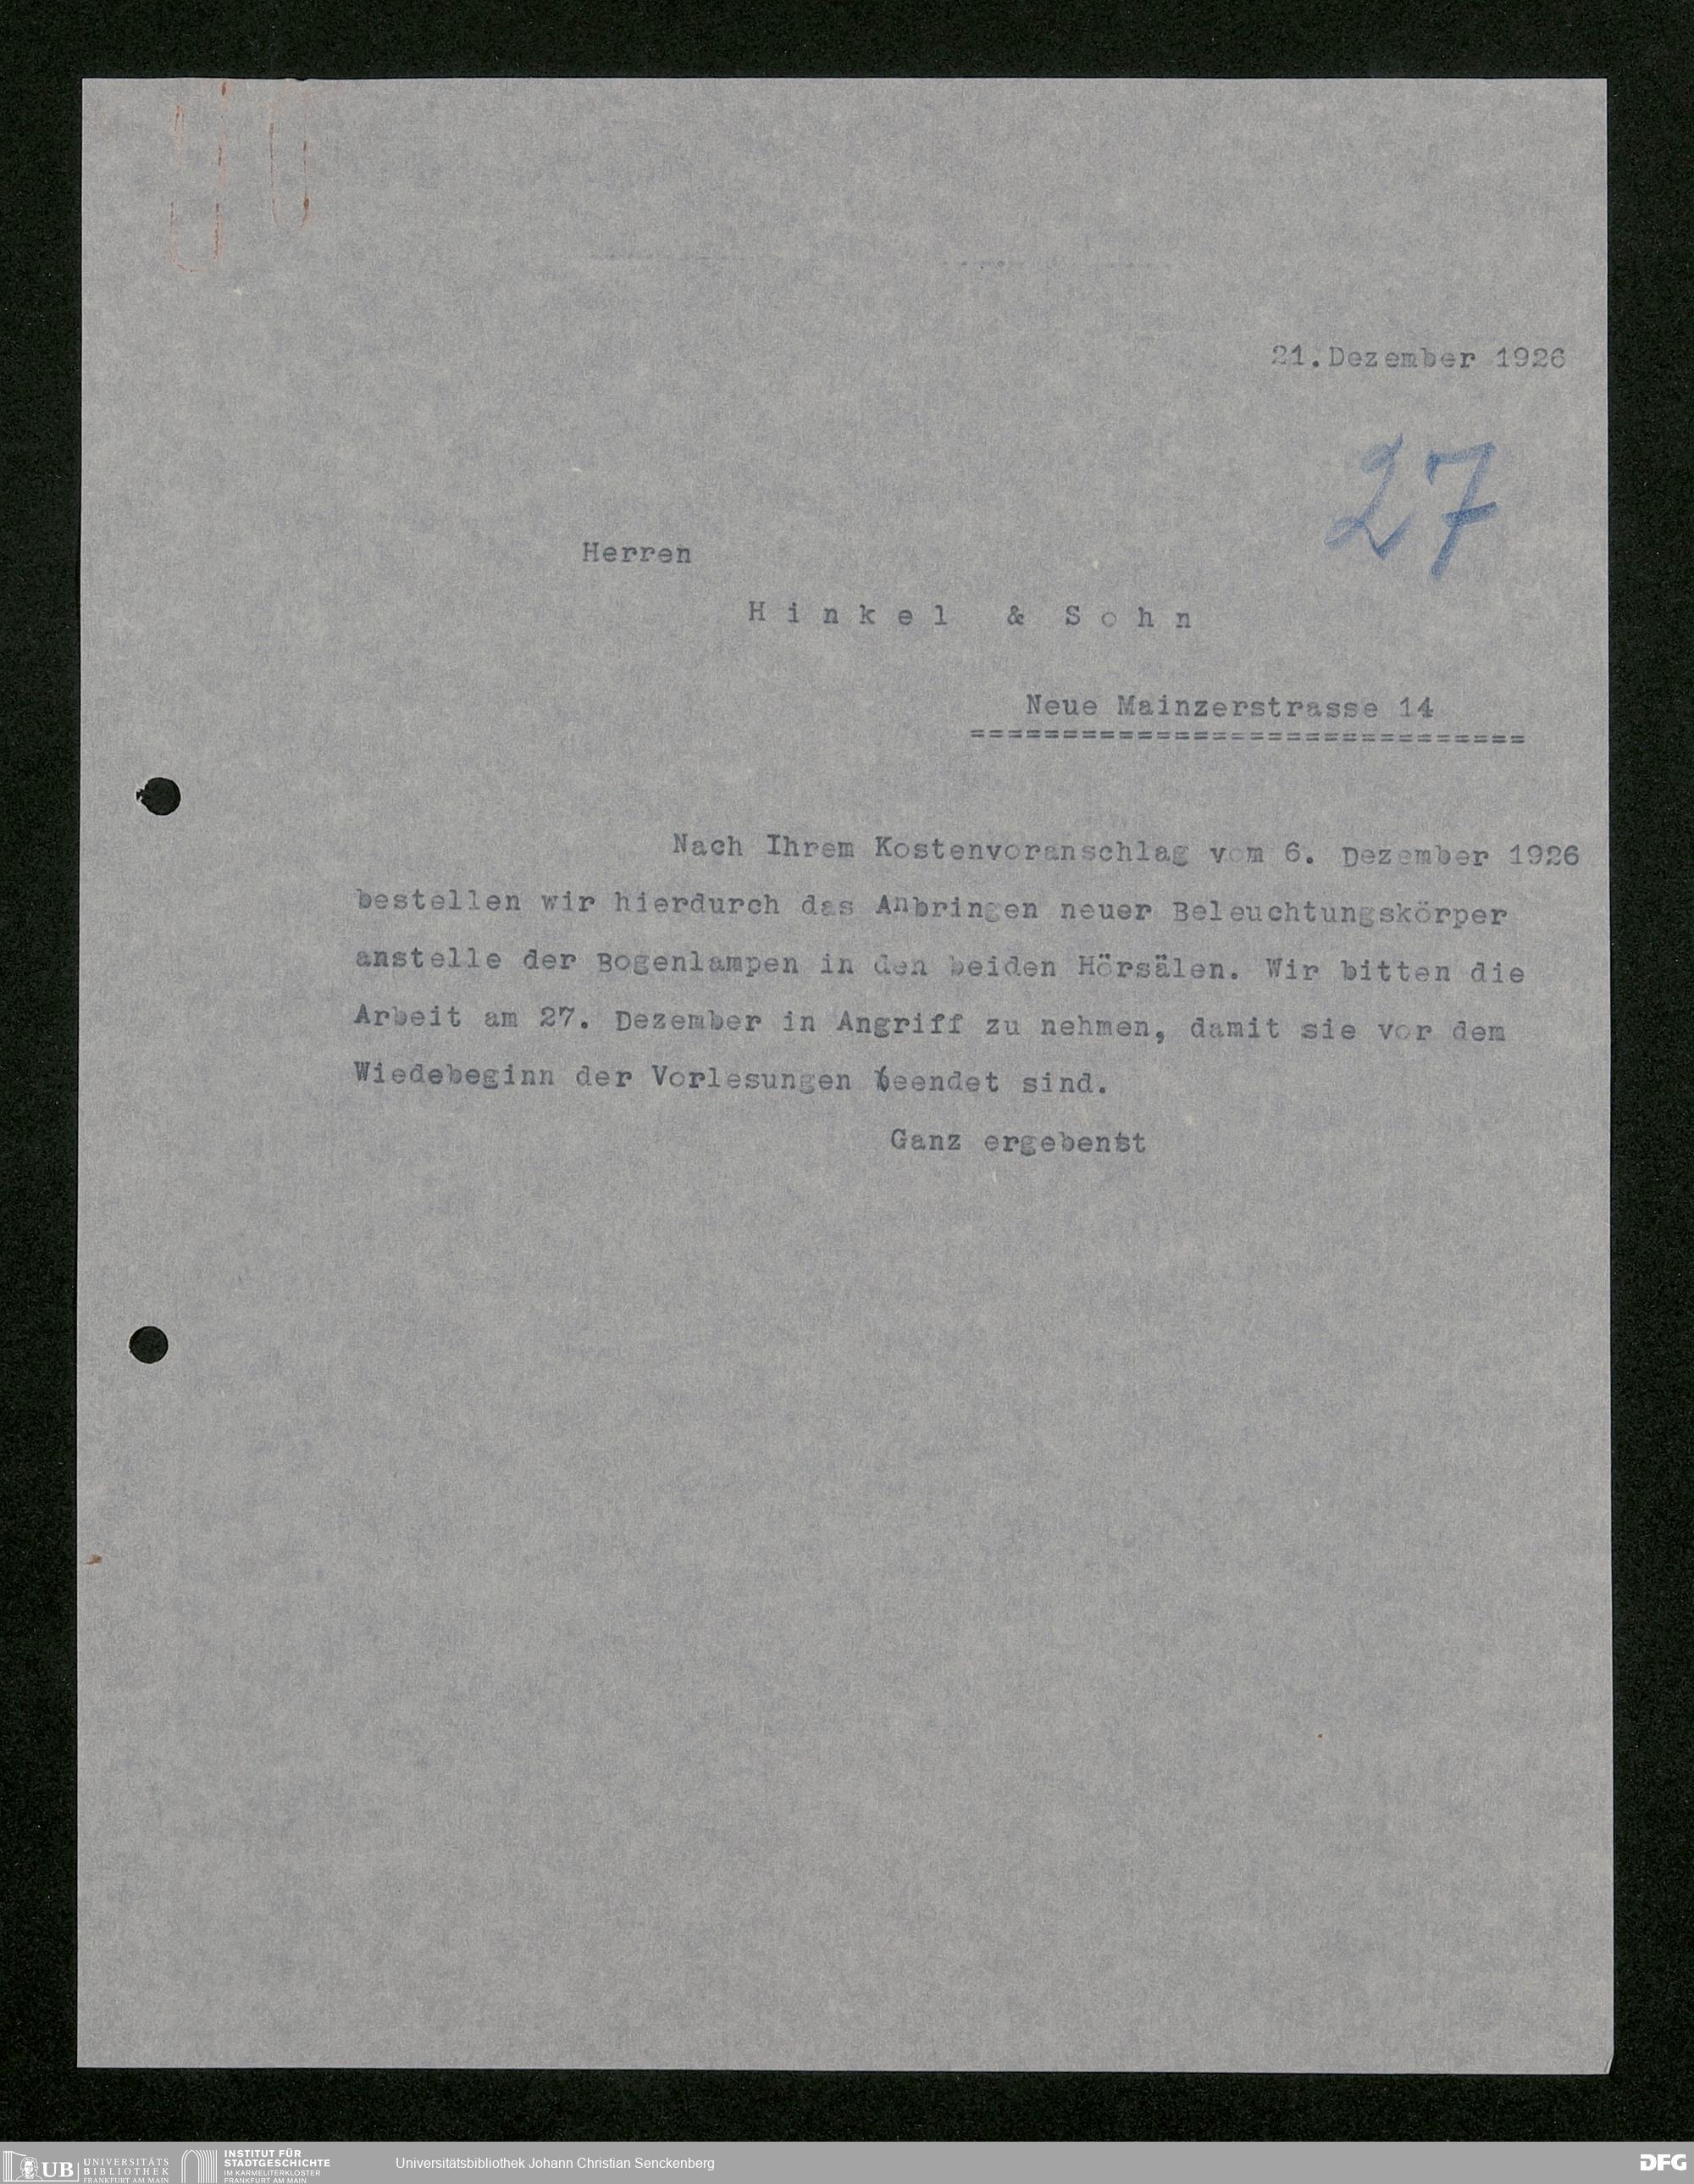 21.Dezember 1926
27
Herren
H i n k e l & S o h n
Neue Mainzerstrasse 14
===============================
Nach Ihrem Kostenvoranschlag vom 6. Dezember 1926
bestellen wir hierdurch das Anbringen neuer Beleuchtungskörper
anstelle der Bogenlampen in den beiden Hörsälen. Wir bitten die
Arbeit am 27. Dezember in Angriff zu nehmen, damit sie vor dem
Wiedebeginn der Vorlesungen beendet sind.
Ganz ergebenst
UB UNIVERSITÄTS BIBLIOTHEK FRANKFURT AM MAIN
INSTITUT FÜR STADTGESCHICHTE IM KARMELITERKLOSTER FRANKFURT AM MAIN
Universitätsbibliothek Johann Christian Senckenberg
DFG